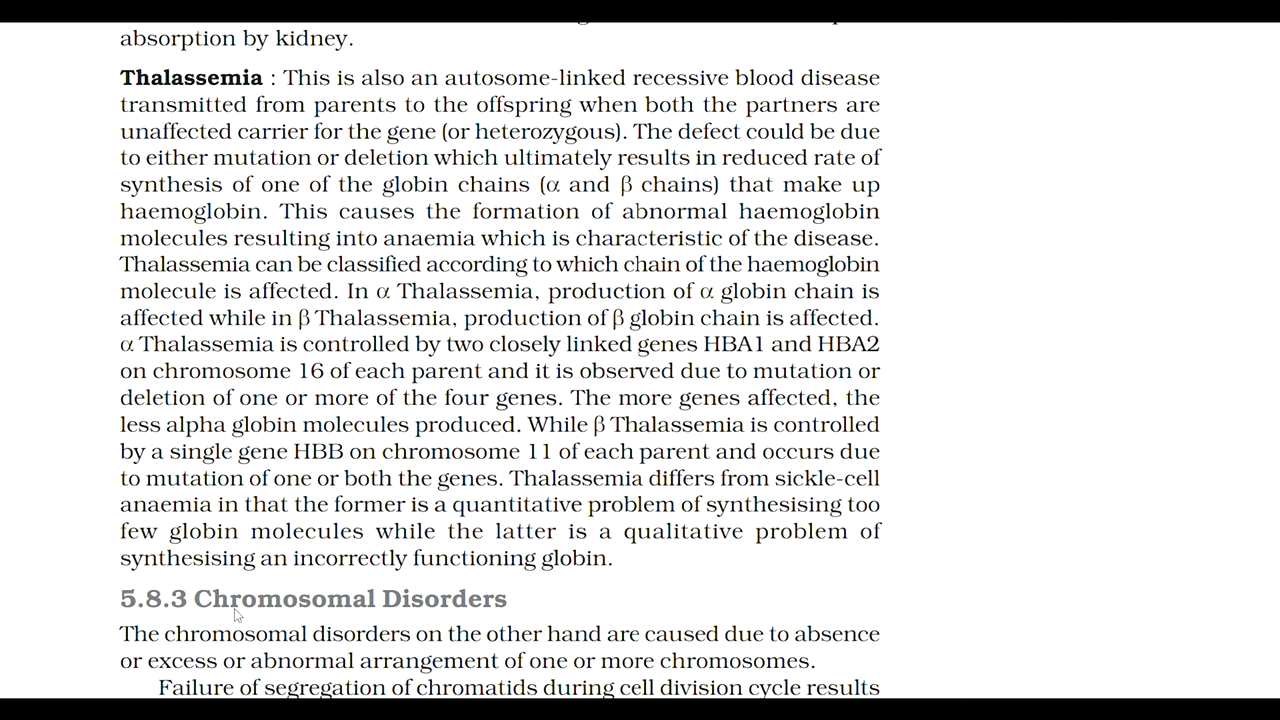 absorption by kidney.
Thalassemia : This is also an autosome-linked recessive blood disease
transmitted from parents to the offspring when both the partners are
unaffected carrier for the gene (or heterozygous). The defect could be due
to either mutation or deletion which ultimately results in reduced rate of
synthesis of one of the globin chains (α and β chains) that make up
haemoglobin. This causes the formation of abnormal haemoglobin
molecules resulting into anaemia which is characteristic of the disease.
Thalassemia can be classified according to which chain of the haemoglobin
molecule is affected. In α Thalassemia, production of α globin chain is
affected while in β Thalassemia, production of β globin chain is affected.
α Thalassemia is controlled by two closely linked genes HBA1 and HBA2
on chromosome 16 of each parent and it is observed due to mutation or
deletion of one or more of the four genes. The more genes affected, the
less alpha globin molecules produced. While β Thalassemia is controlled
by a single gene HBB on chromosome 11 of each parent and occurs due
to mutation of one or both the genes. Thalassemia differs from sickle-cell
anaemia in that the former is a quantitative problem of synthesising too
few globin molecules while the latter is a qualitative problem of
synthesising an incorrectly functioning globin.
5.8.3 Chromosomal Disorders
The chromosomal disorders on the other hand are caused due to absence
or excess or abnormal arrangement of one or more chromosomes.
Failure of segregation of chromatids during cell division cycle results